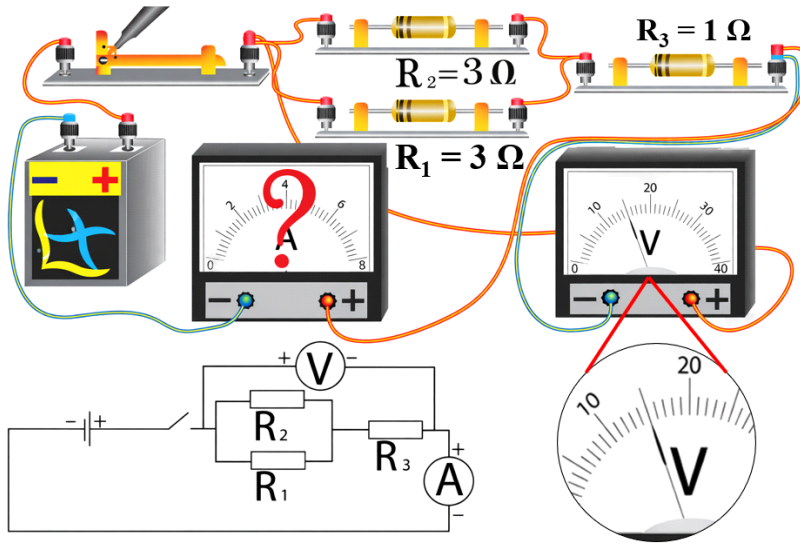 R₃ = 1 Ω
R₂ = 3 Ω
R₁ = 3 Ω
− +
0 2 4 6 8
A
?
− +
0 10 20 30 40
V
− +
10 20
V
+ V −
− +
R₂
R₁
R₃
+
A
−